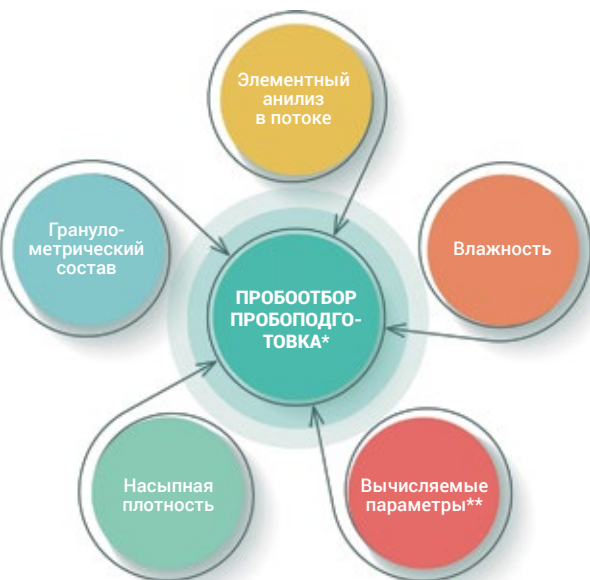 Элементный
анилиз
в потоке
Грануло-
метрический
состав
Влажность
ПРОБООТБОР
ПРОБОПОДГО-
ТОВКА*
Насыпная
плотность
Вычисляемые
параметры**